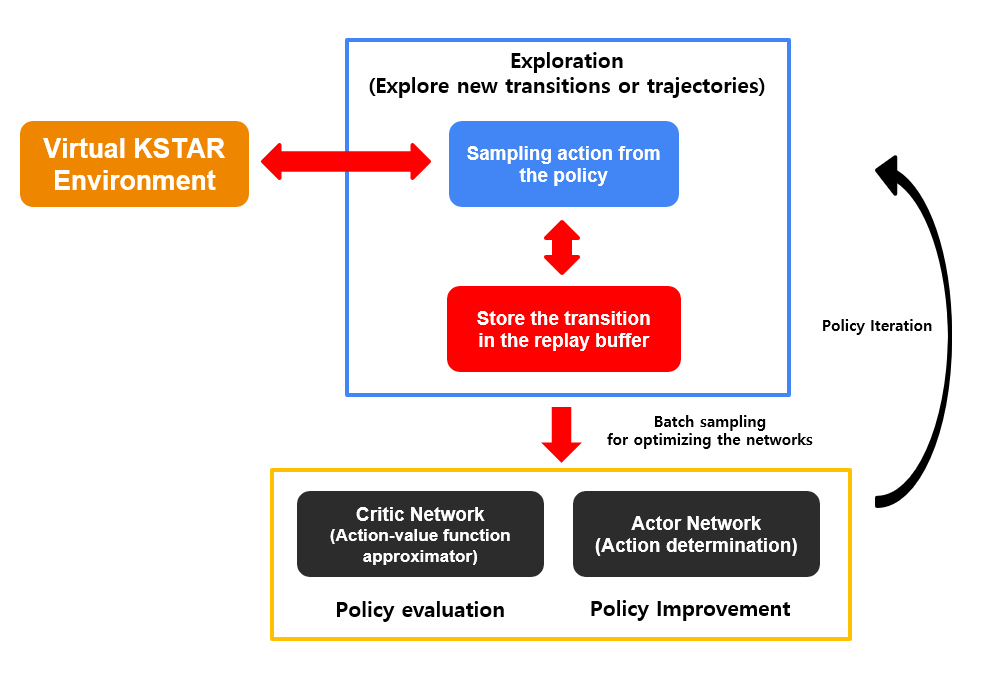 Exploration
(Explore new transitions or trajectories)
Virtual KSTAR
Environment
Sampling action from
the policy
Store the transition
in the replay buffer
Policy Iteration
Batch sampling
for optimizing the networks
Critic Network
(Action-value function
approximator)
Actor Network
(Action determination)
Policy evaluation
Policy Improvement